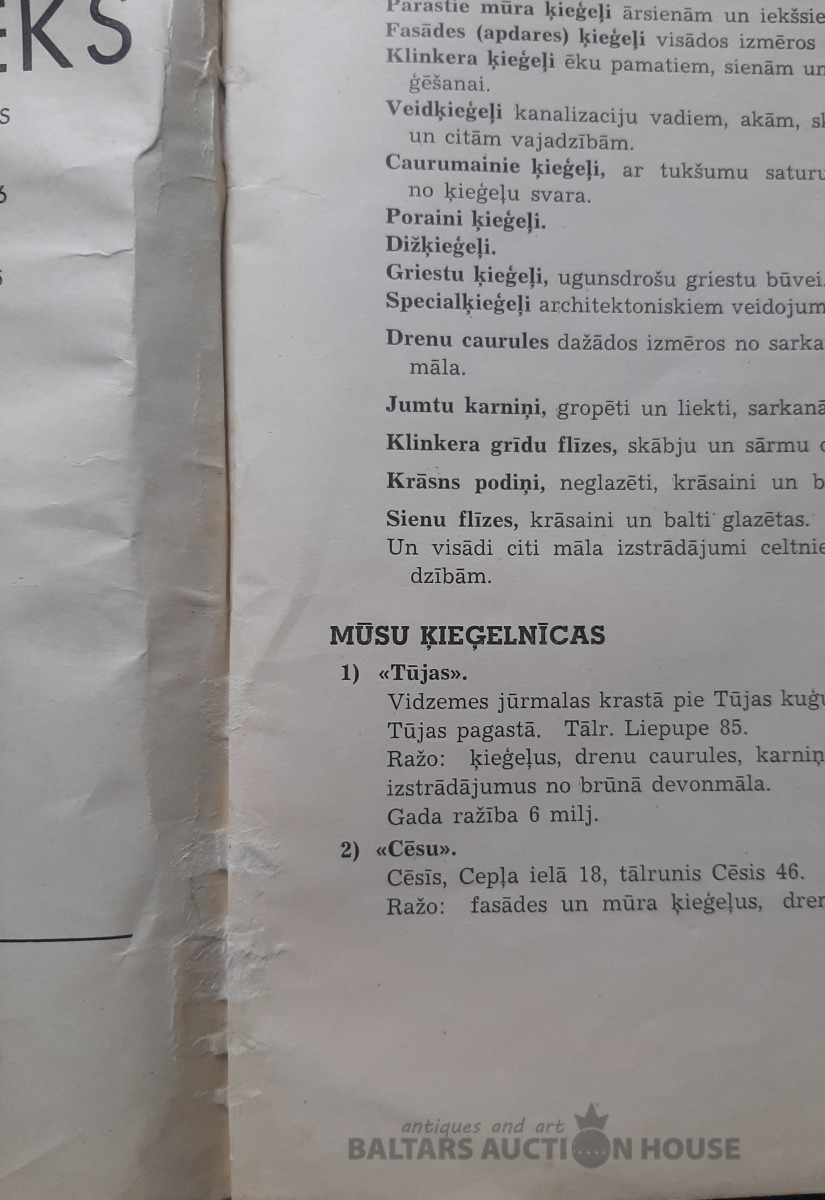 EKS
S
6
5
Parastie mūra ķieģeļi ārsienām un iekšsie
Fasādes (apdares) ķieģeļi visādos izmēros
Klinkera ķieģeļi ēku pamatiem, sienām un
ģēšanai.
Veidķieģeļi kanalizaciju vadiem, akām, sk
un citām vajadzībām.
Caurumainie ķieģeļi, ar tukšumu saturu
no ķieģeļu svara.
Poraini ķieģeļi.
Dižķieģeļi.
Griestu ķieģeļi, ugunsdrošu griestu būvei.
Specialķieģeļi architektoniskiem veidojum
Drenu caurules dažādos izmēros no sarka
māla.
Jumtu karniņi, gropēti un liekti, sarkanā
Klinkera grīdu flīzes, skābju un sārmu
Krāsns podiņi, neglazēti, krāsaini un b
Sienu flīzes, krāsaini un balti glazētas.
Un visādi citi māla izstrādājumi celtnie
dzībām.
MŪSU ĶIEĢELNĪCAS
1) «Tūjas».
Vidzemes jūrmalas krastā pie Tūjas kuģu
Tūjas pagastā. Tālr. Liepupe 85.
Ražo: ķieģeļus, drenu caurules, karniņ
izstrādājumus no brūnā devonmāla.
Gada ražība 6 milj.
2) «Cēsu».
Cēsīs, Cepļa ielā 18, tālrunis Cēsis 46.
Ražo: fasādes un mūra ķieģeļus, dren
antiques and art
BALTARS AUCTION HOUSE